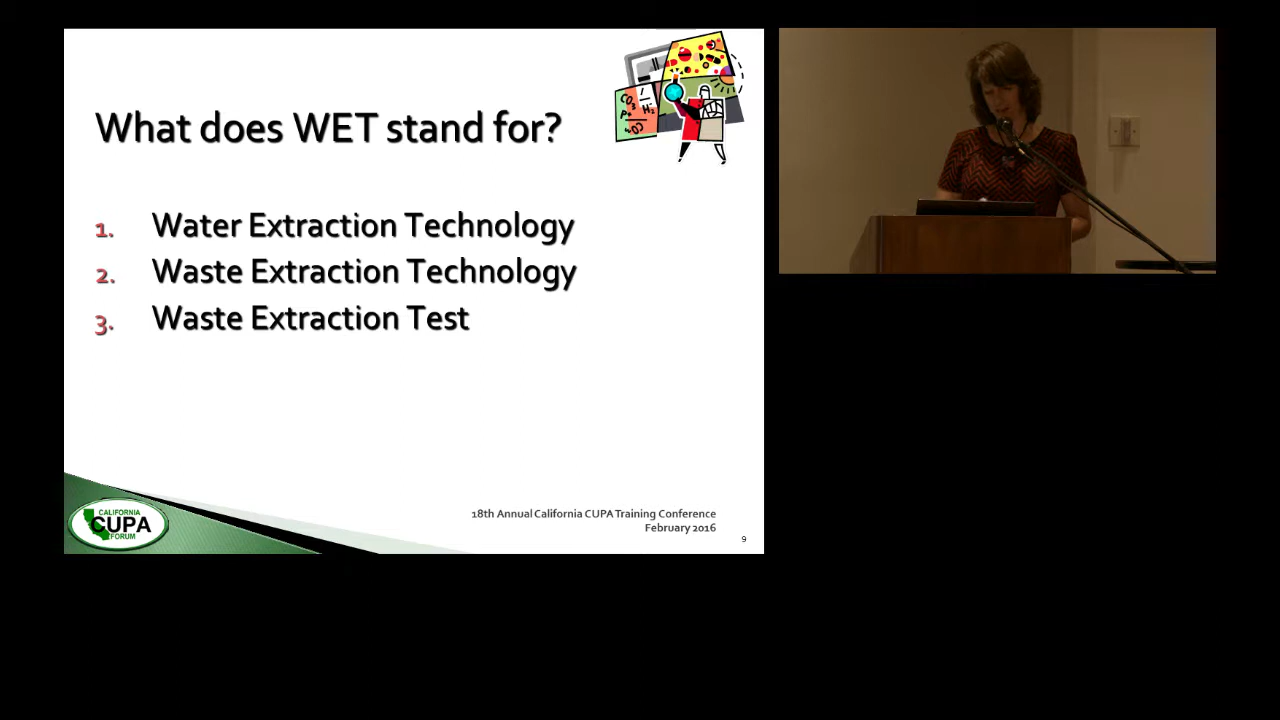 What does WET stand for?
1. Water Extraction Technology
2. Waste Extraction Technology
3. Waste Extraction Test
18th Annual California CUPA Training Conference
February 2016
9
CALIFORNIA
CUPA
FORUM